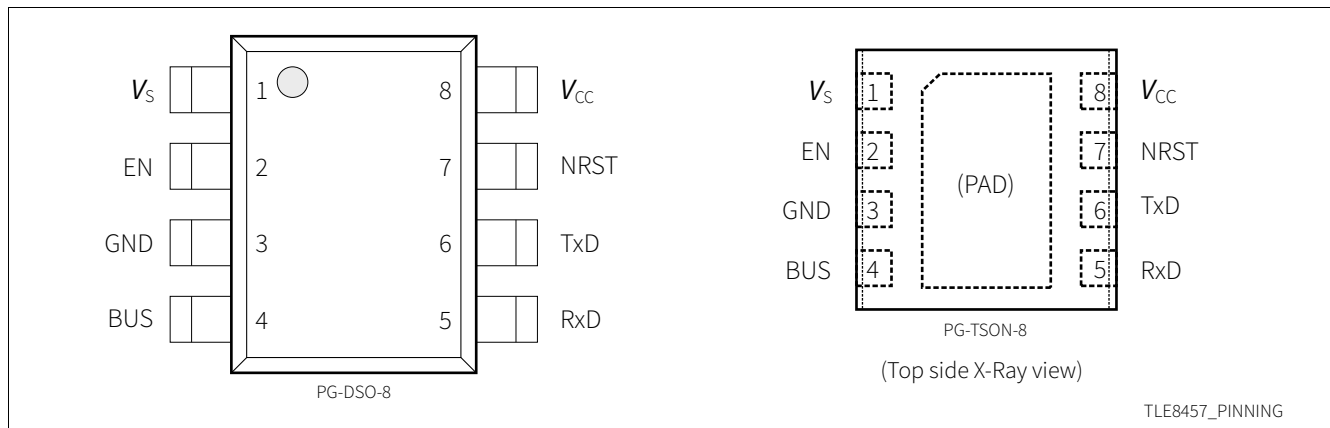 VS 1 8 VCC
EN 2 7 NRST
GND 3 6 TxD
BUS 4 5 RxD
PG-DSO-8
VS 1 8 VCC
EN 2 7 NRST
(PAD)
GND 3 6 TxD
BUS 4 5 RxD
PG-TSON-8
(Top side X-Ray view)
TLE8457_PINNING